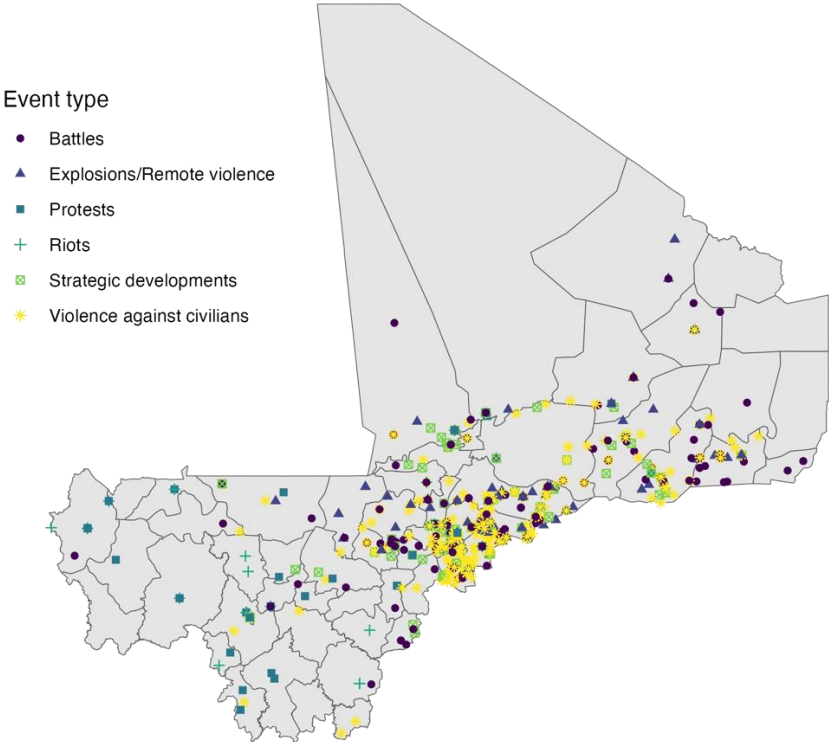 Event type
Battles
Explosions/Remote violence
Protests
Riots
Strategic developments
Violence against civilians